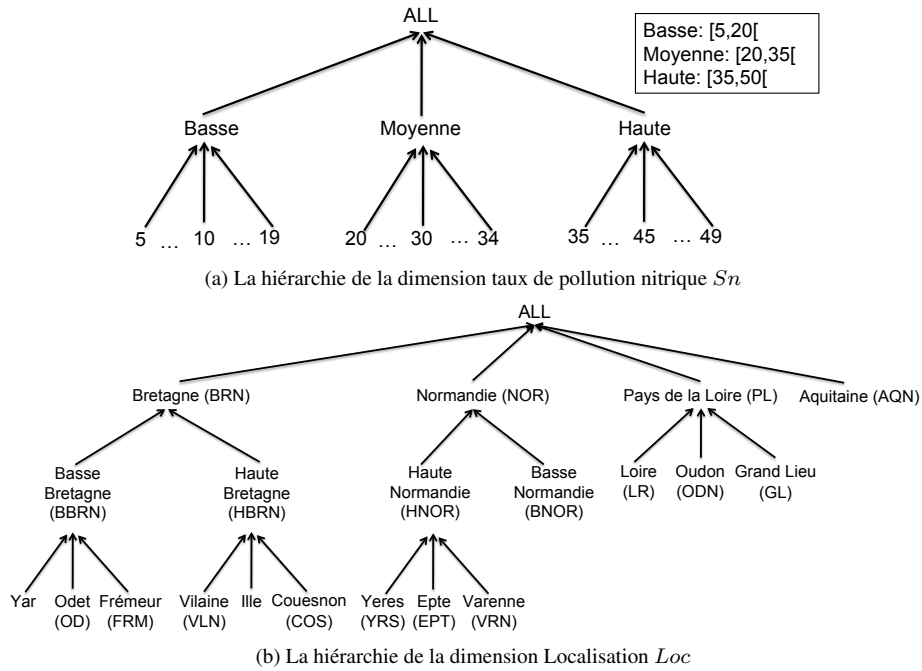 ALL
Basse: [5,20[
Moyenne: [20,35[
Haute: [35,50[
Basse Moyenne Haute
5 ... 10 ... 19 20 ... 30 ... 34 35 ... 45 ... 49
(a) La hiérarchie de la dimension taux de pollution nitrique Sn
ALL
Bretagne (BRN) Normandie (NOR) Pays de la Loire (PL) Aquitaine (AQN)
Basse Bretagne (BBRN)
Haute Bretagne (HBRN)
Haute Normandie (HNOR)
Basse Normandie (BNOR)
Loire (LR)
Oudon (ODN)
Grand Lieu (GL)
Yar
Odet (OD)
Frémeur (FRM)
Vilaine (VLN)
Ille
Couesnon (COS)
Yeres (YRS)
Epte (EPT)
Varenne (VRN)
(b) La hiérarchie de la dimension Localisation Loc